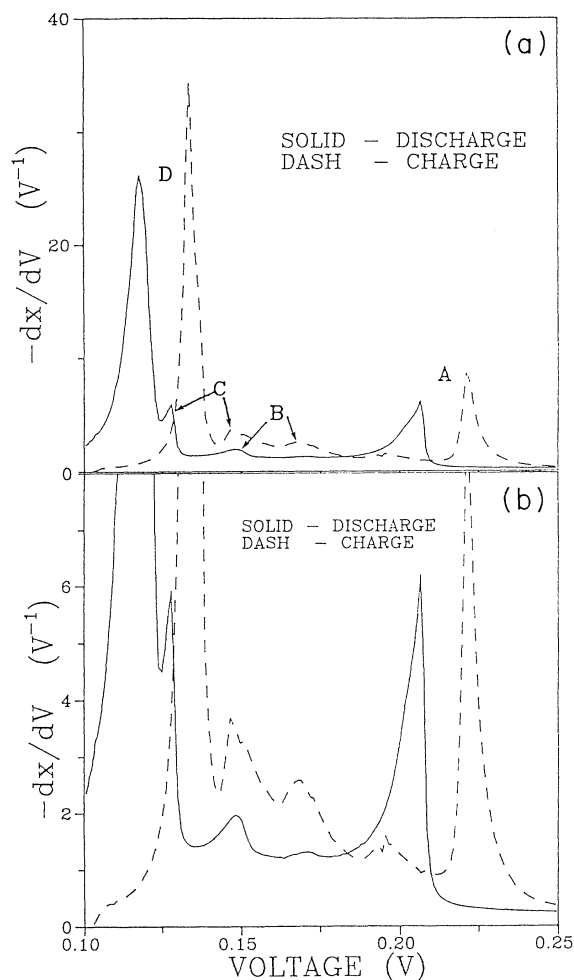 40
(a)
SOLID – DISCHARGE
DASH – CHARGE
D
-dx/dV (V⁻¹)
20
A
C
B
0
(b)
SOLID – DISCHARGE
DASH – CHARGE
6
-dx/dV (V⁻¹)
4
2
0
0.10 0.15 0.20 0.25
VOLTAGE (V)